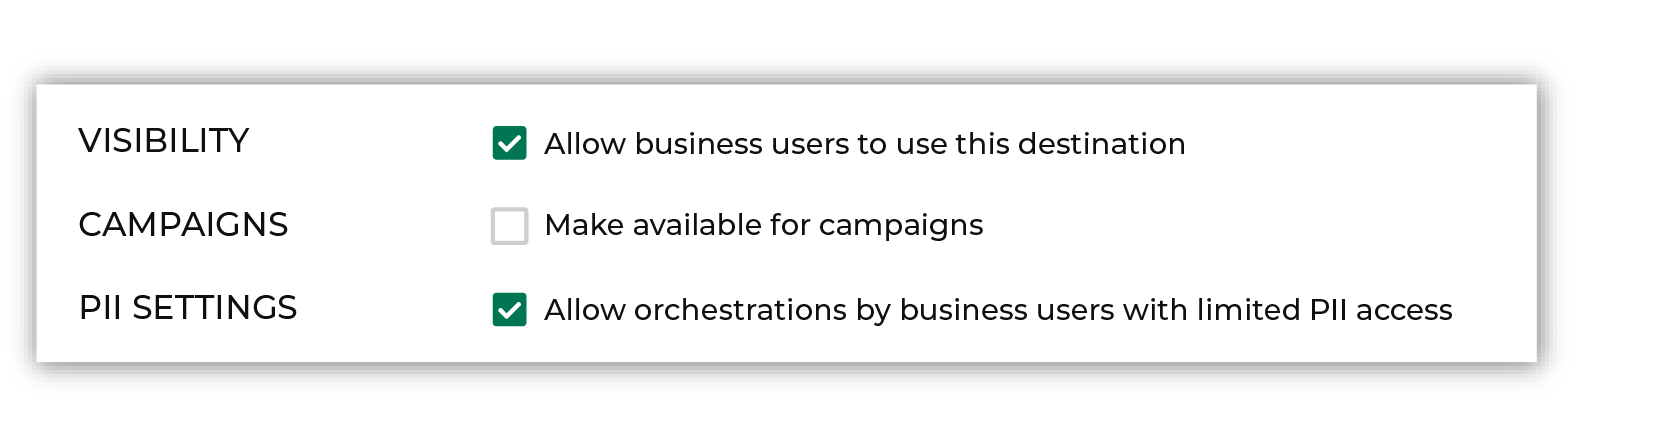 VISIBILITY Allow business users to use this destination
CAMPAIGNS Make available for campaigns
PII SETTINGS Allow orchestrations by business users with limited PII access